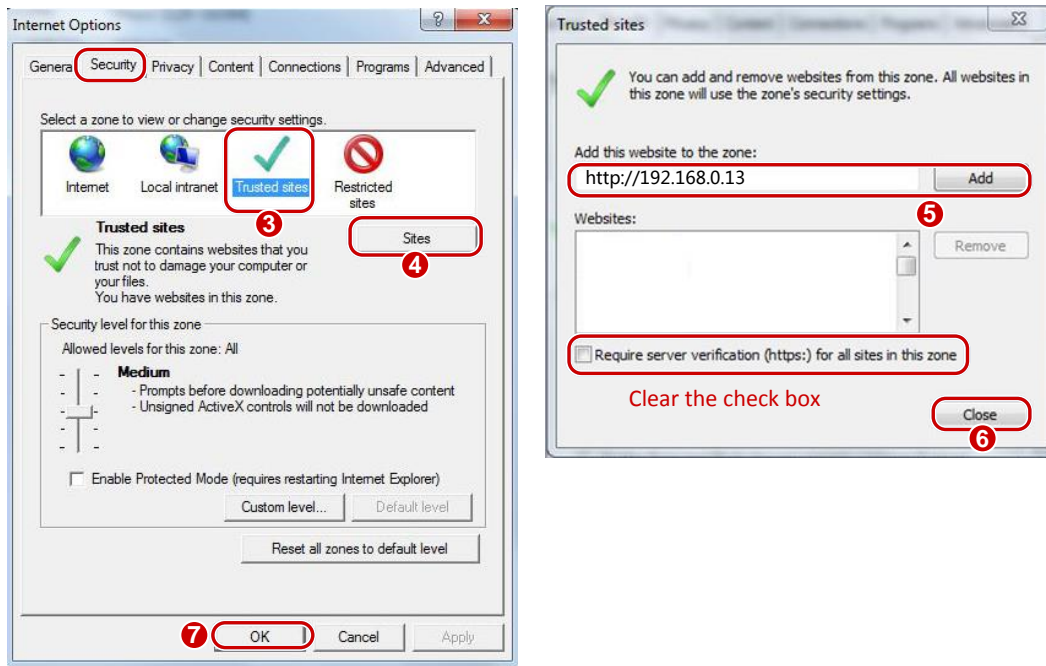 Internet Options
?
X
Genera Security Privacy Content Connections Programs Advanced
Select a zone to view or change security settings.
Internet
Local intranet
Trusted sites
Restricted
sites
3
Trusted sites
This zone contains websites that you
trust not to damage your computer or
your files.
You have websites in this zone.
Sites
4
Security level for this zone
Allowed levels for this zone: All
Medium
- Prompts before downloading potentially unsafe content
- Unsigned ActiveX controls will not be downloaded
Enable Protected Mode (requires restarting Internet Explorer)
Custom level...
Default level
Reset all zones to default level
7
OK
Cancel
Apply
Trusted sites
You can add and remove websites from this zone. All websites in
this zone will use the zone's security settings.
Add this website to the zone:
http://192.168.0.13
Add
5
Websites:
Remove
Require server verification (https:) for all sites in this zone
Clear the check box
Close
6